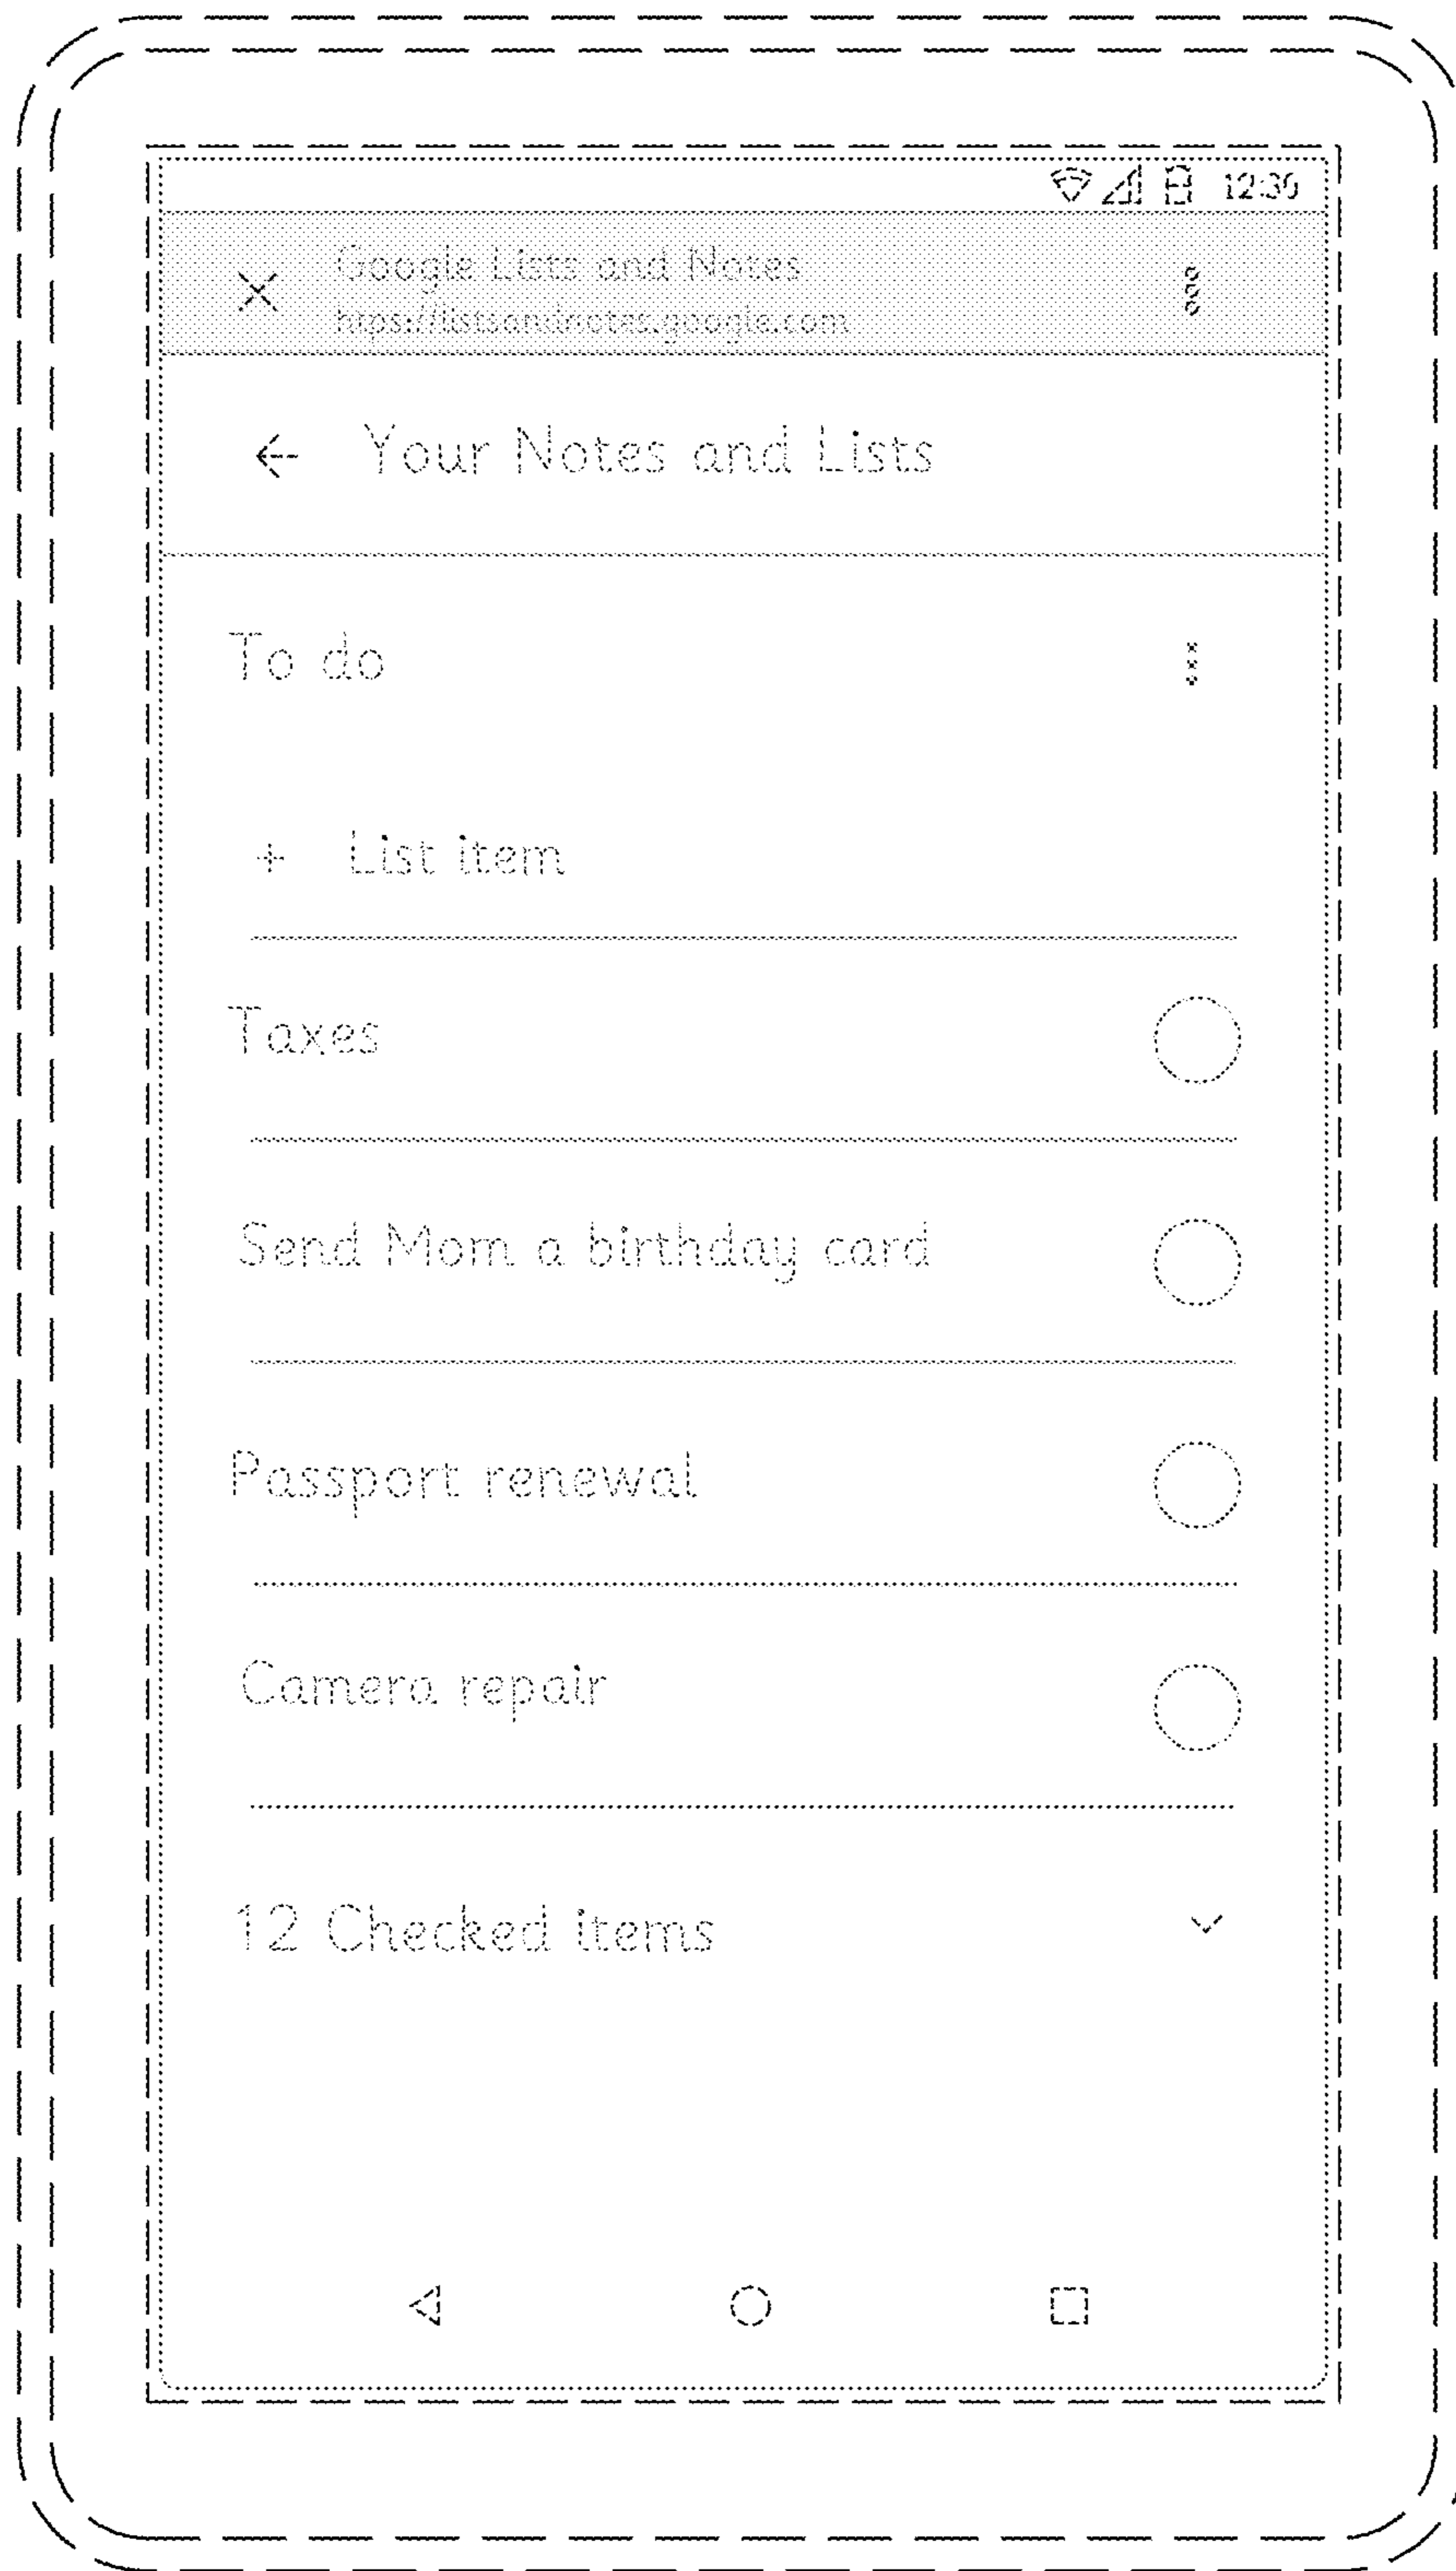 12:30
Google Lists and Notes
https://listsandnotes.google.com
Your Notes and Lists
To do
+ List item
Taxes
Send Mom a birthday card
Passport renewal
Camera repair
12 Checked items